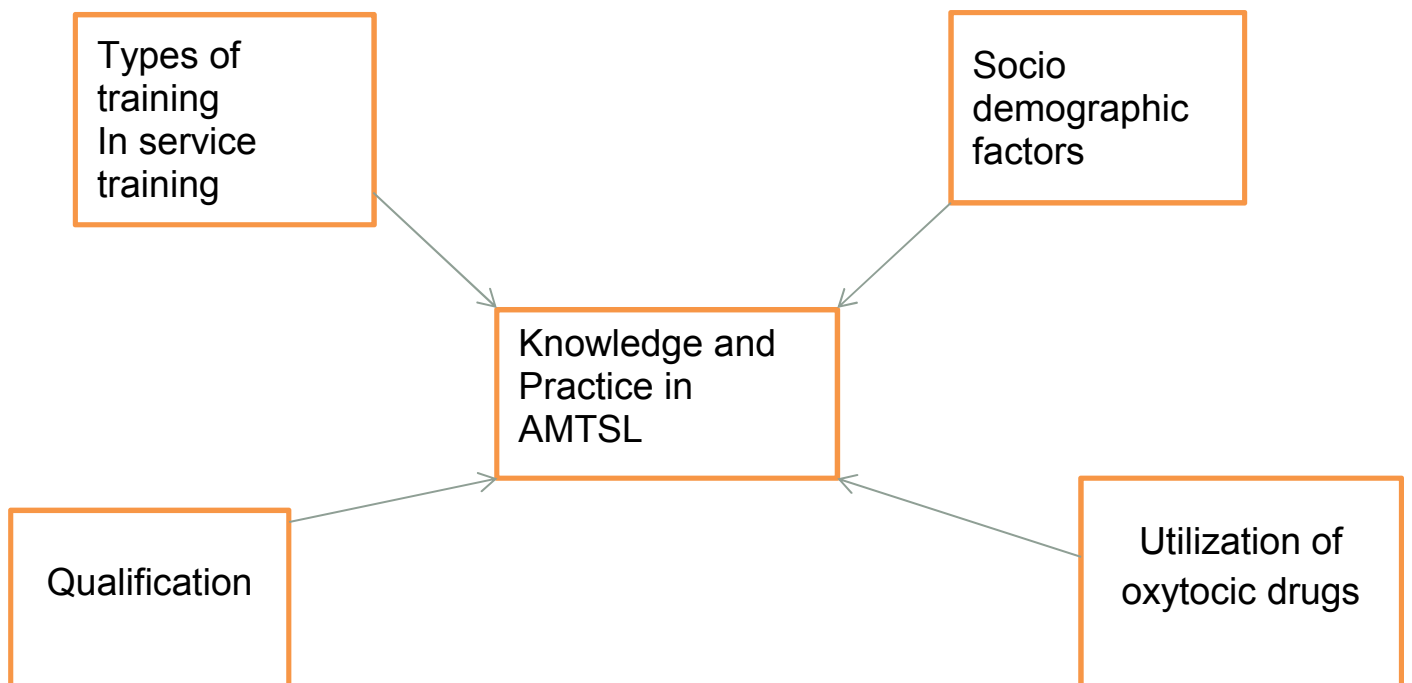 Types of
training
In service
training
Socio
demographic
factors
Knowledge and
Practice in
AMTSL
Qualification
Utilization of
oxytocic drugs